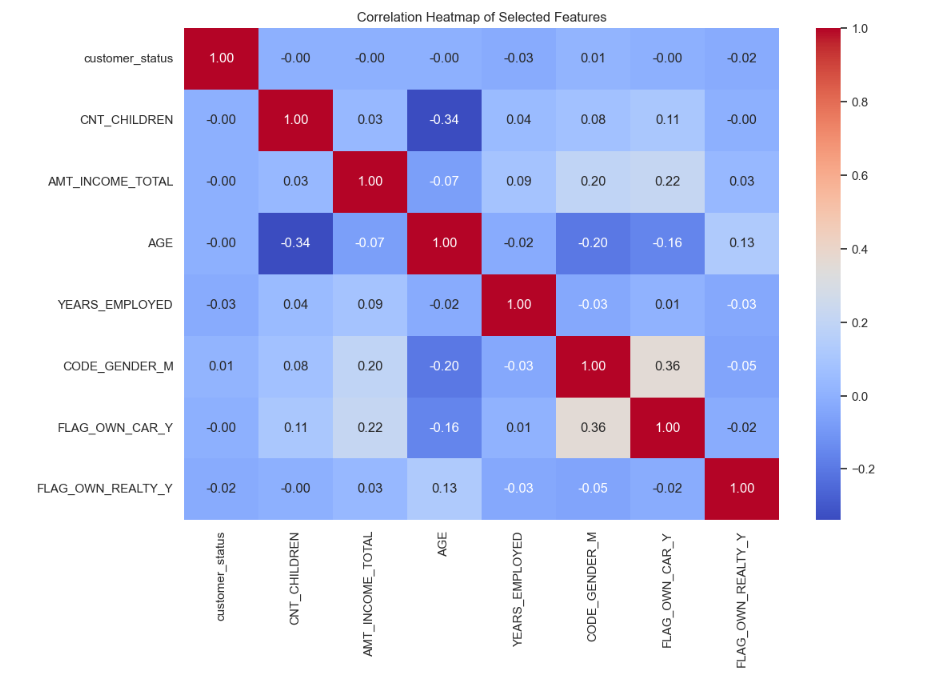 Correlation Heatmap of Selected Features
customer_status 1.00 -0.00 -0.00 -0.00 -0.03 0.01 -0.00 -0.02
CNT_CHILDREN -0.00 1.00 0.03 -0.34 0.04 0.08 0.11 -0.00
AMT_INCOME_TOTAL -0.00 0.03 1.00 -0.07 0.09 0.20 0.22 0.03
AGE -0.00 -0.34 -0.07 1.00 -0.02 -0.20 -0.16 0.13
YEARS_EMPLOYED -0.03 0.04 0.09 -0.02 1.00 -0.03 0.01 -0.03
CODE_GENDER_M 0.01 0.08 0.20 -0.20 -0.03 1.00 0.36 -0.05
FLAG_OWN_CAR_Y -0.00 0.11 0.22 -0.16 0.01 0.36 1.00 -0.02
FLAG_OWN_REALTY_Y -0.02 -0.00 0.03 0.13 -0.03 -0.05 -0.02 1.00
customer_status
CNT_CHILDREN
AMT_INCOME_TOTAL
AGE
YEARS_EMPLOYED
CODE_GENDER_M
FLAG_OWN_CAR_Y
FLAG_OWN_REALTY_Y
1.0
0.8
0.6
0.4
0.2
0.0
−0.2